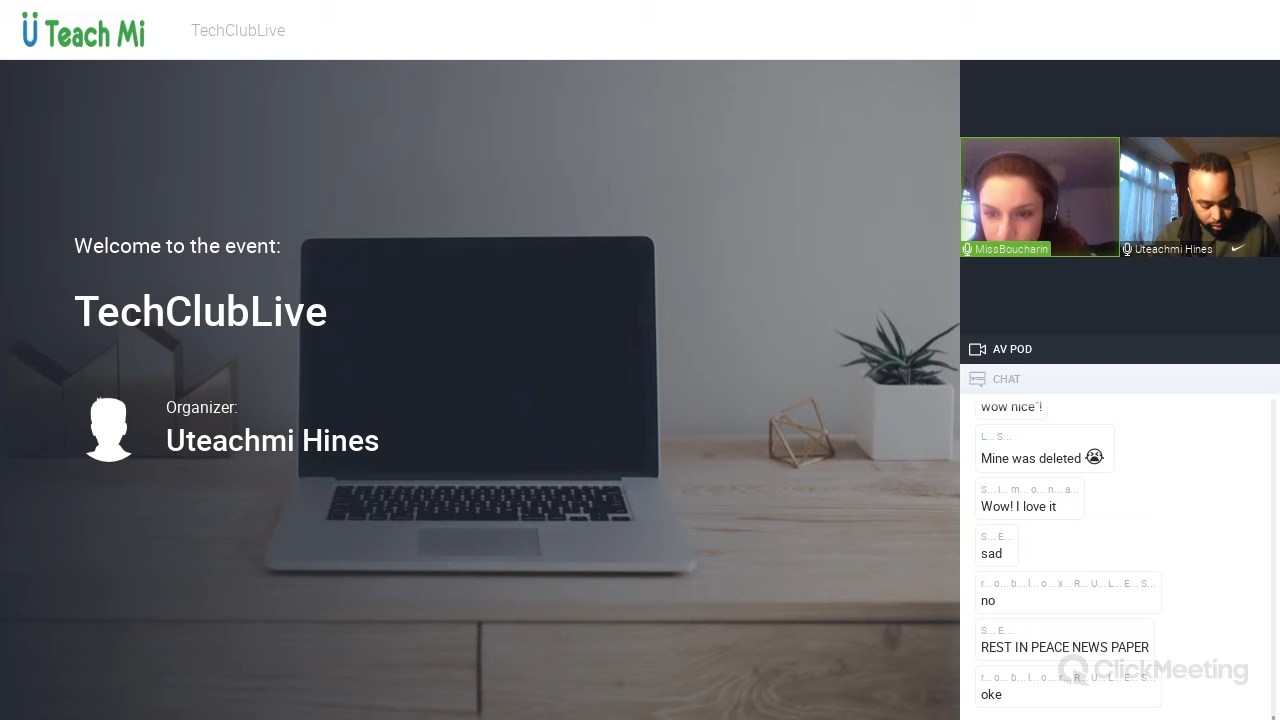 Ü Teach Mi
TechClubLive
Welcome to the event:
TechClubLive
Organizer:
Uteachmi Hines
MissBoucharin
Uteachmi Hines
AV POD
CHAT
wow nice"!
L... S...
Mine was deleted 😭
S... i... m... o... n... a...
Wow! I love it
S... E...
sad
r... o... b... l... o... x... R... U... L... E... S...
no
S... E...
REST IN PEACE NEWS PAPER
r... o... b... l... o... x... R... U... L... E... S...
oke
ClickMeeting